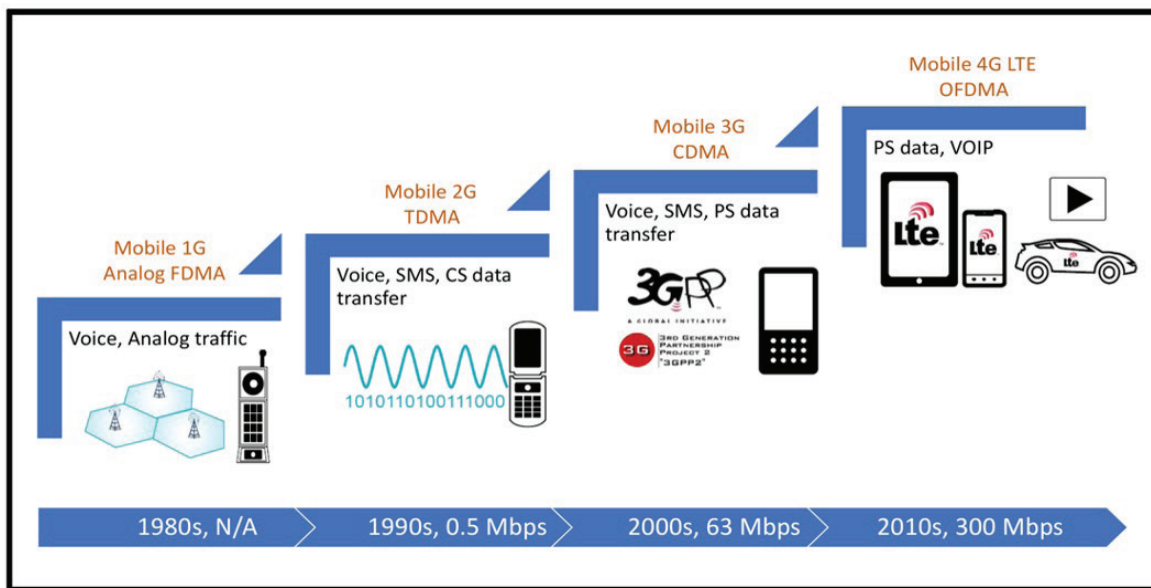 Mobile 4G LTE
OFDMA
Mobile 3G
CDMA
PS data, VOIP
Mobile 2G
TDMA
Voice, SMS, PS data
transfer
Lte
Lte
Lte
Mobile 1G
Analog FDMA
Voice, SMS, CS data
transfer
3GPP
A GLOBAL INITIATIVE
3G
3RD GENERATION
PARTNERSHIP
PROJECT 2
"3GPP2"
Voice, Analog traffic
1010110100111000
1980s, N/A
1990s, 0.5 Mbps
2000s, 63 Mbps
2010s, 300 Mbps